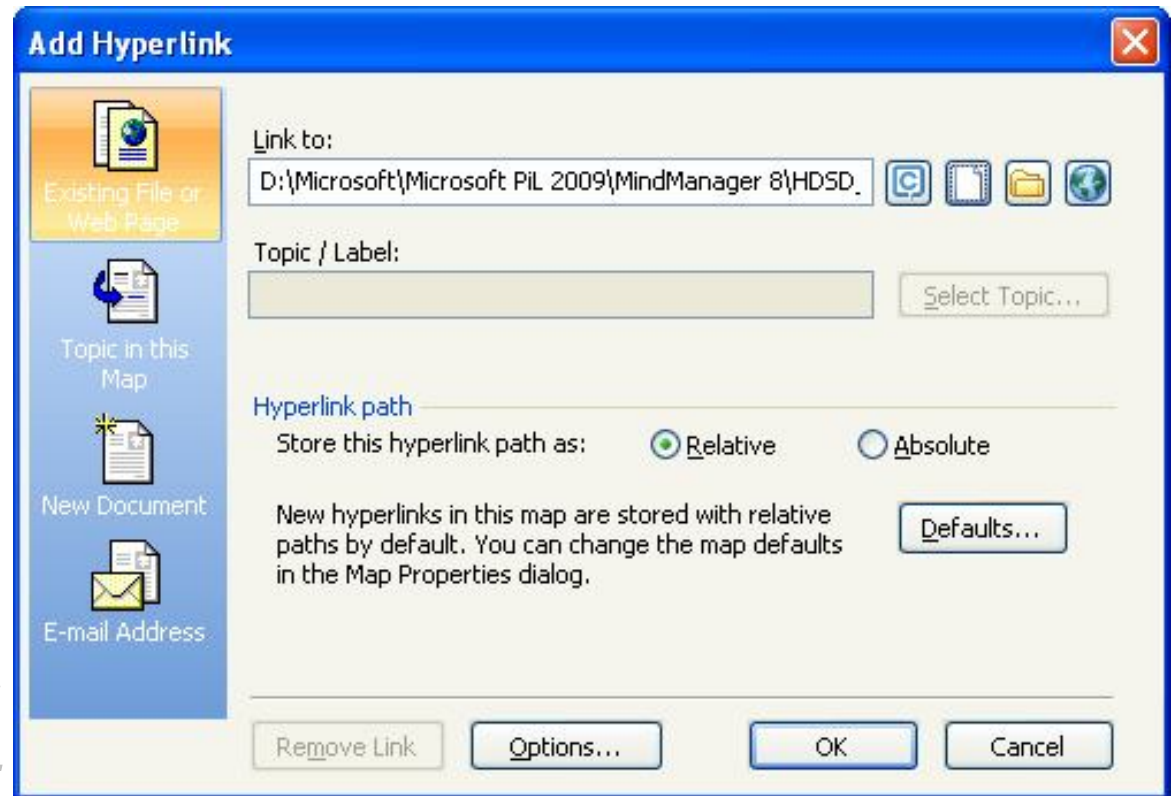 Add Hyperlink
Existing File or
Web Page
Topic in this
Map
New Document
E-mail Address
Link to:
D:\Microsoft\Microsoft PiL 2009\MindManager 8\HDSD_
Topic / Label:
Select Topic...
Hyperlink path
Store this hyperlink path as:
Relative
Absolute
New hyperlinks in this map are stored with relative
paths by default. You can change the map defaults
in the Map Properties dialog.
Defaults...
Remove Link
Options...
OK
Cancel